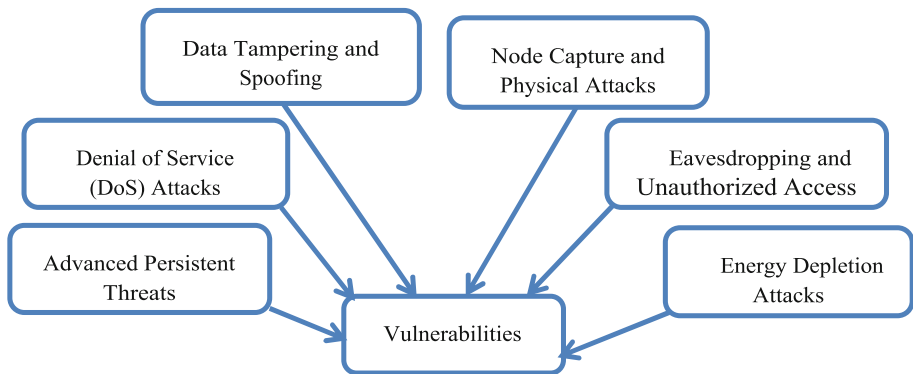 Data Tampering and
Spoofing
Node Capture and
Physical Attacks
Denial of Service
(DoS) Attacks
Eavesdropping and
Unauthorized Access
Advanced Persistent
Threats
Energy Depletion
Attacks
Vulnerabilities